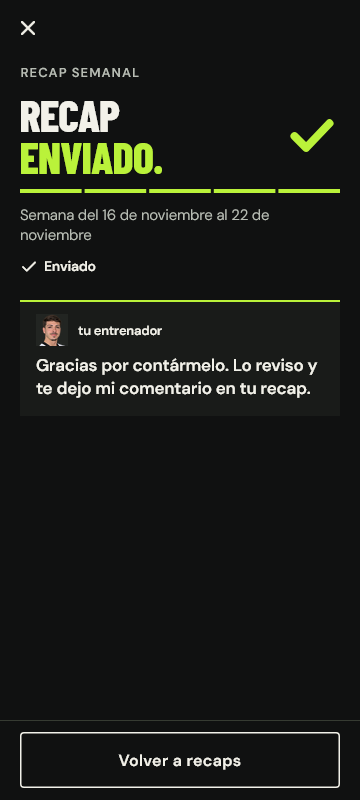 RECAP SEMANAL
RECAP
ENVIADO.
Semana del 16 de noviembre al 22 de
noviembre
Enviado
tu entrenador
Gracias por contármelo. Lo reviso y
te dejo mi comentario en tu recap.
Volver a recaps